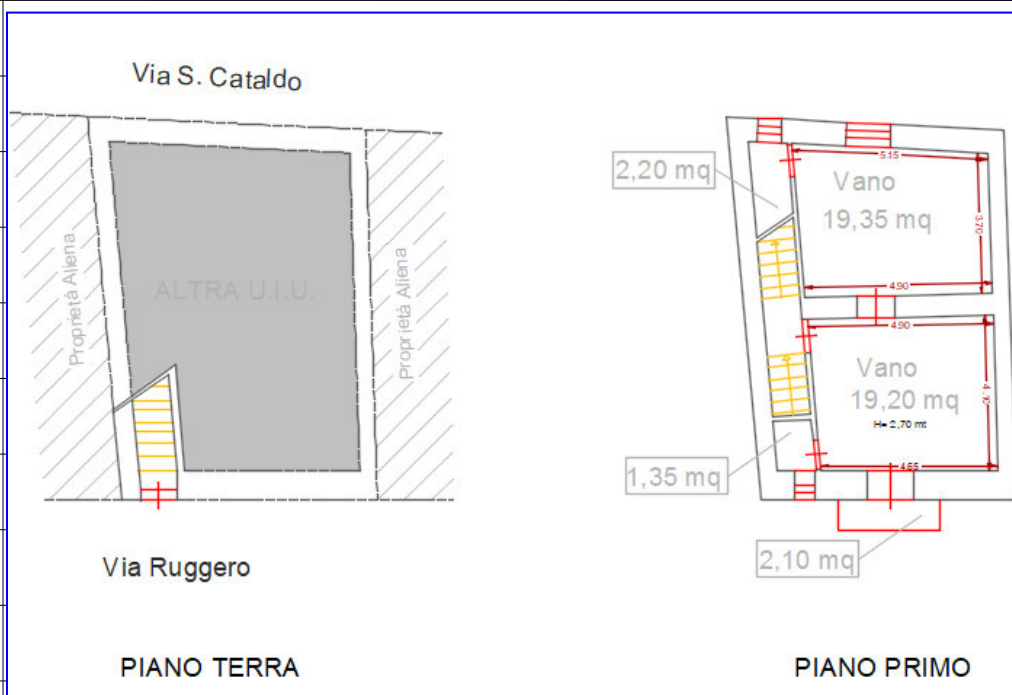 Via S. Cataldo
Proprietà Aliena
ALTRA U.I.U.
Proprietà Aliena
Via Ruggero
PIANO TERRA
2,20 mq
5.15
Vano
19,35 mq
3.70
4.90
4.90
Vano
19,20 mq
H= 2,70 mt
4.65
1,35 mq
2,10 mq
PIANO PRIMO